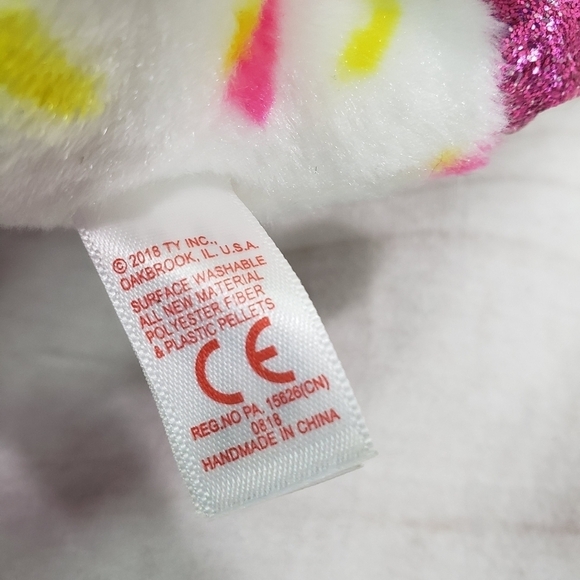 © 2018 TY INC.,
OAKBROOK, IL. U.S.A.
SURFACE WASHABLE
ALL NEW MATERIAL
POLYESTER FIBER
& PLASTIC PELLETS
CE
REG.NO PA. 15626(CN)
0818
HANDMADE IN CHINA